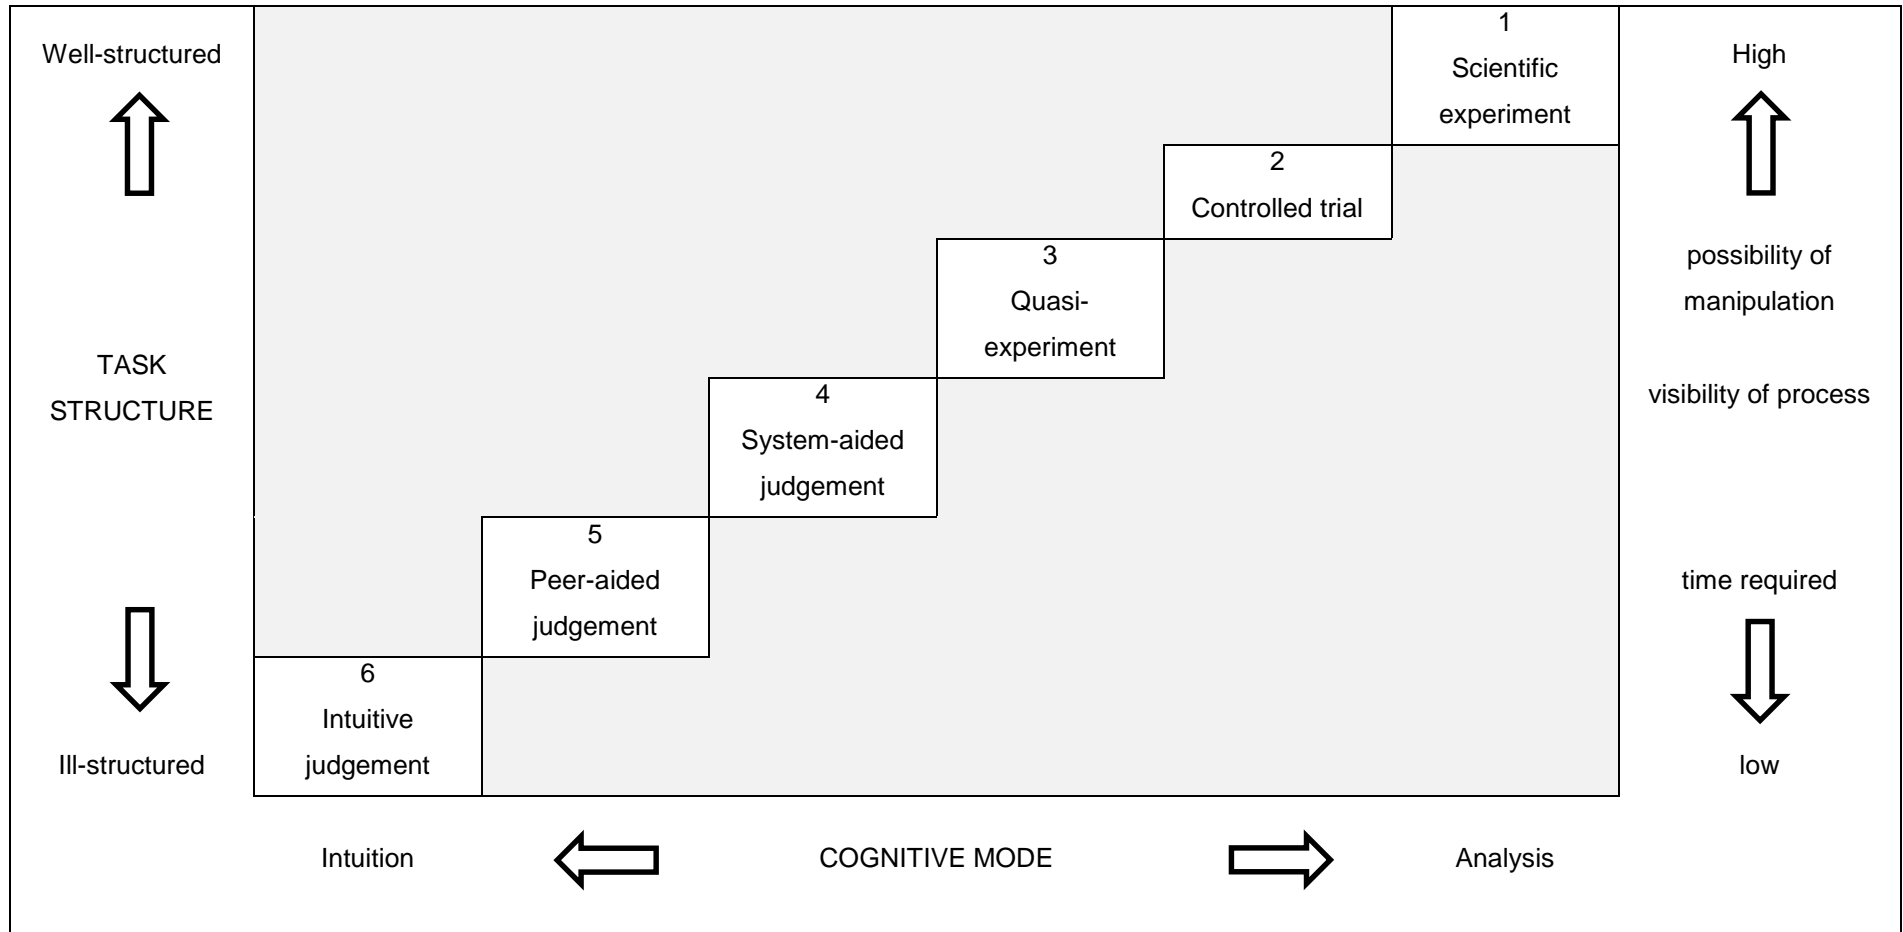 Well-structured
TASK
STRUCTURE
Ill-structured
1
Scientific
experiment
2
Controlled trial
3
Quasi-
experiment
4
System-aided
judgement
5
Peer-aided
judgement
6
Intuitive
judgement
High
possibility of
manipulation
visibility of process
time required
low
Intuition
COGNITIVE MODE
Analysis